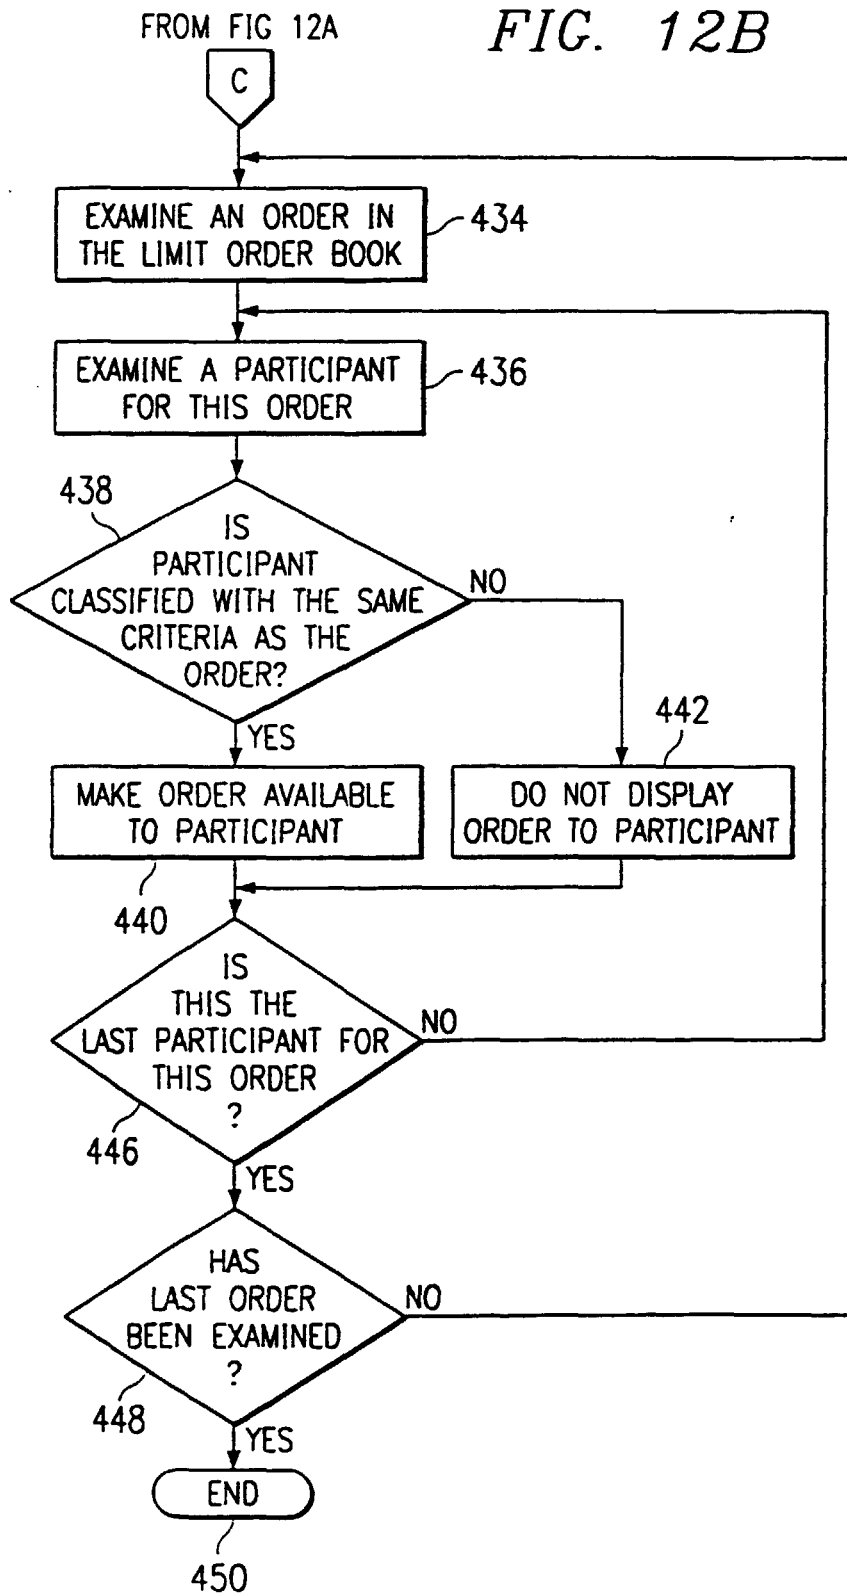 FROM FIG 12A
FIG. 12B
C
EXAMINE AN ORDER IN
THE LIMIT ORDER BOOK
434
EXAMINE A PARTICIPANT
FOR THIS ORDER
436
438
IS
PARTICIPANT
CLASSIFIED WITH THE SAME
CRITERIA AS THE
ORDER?
NO
YES
442
MAKE ORDER AVAILABLE
TO PARTICIPANT
440
DO NOT DISPLAY
ORDER TO PARTICIPANT
IS
THIS THE
LAST PARTICIPANT FOR
THIS ORDER
?
NO
446
YES
HAS
LAST ORDER
BEEN EXAMINED
?
NO
448
YES
END
450